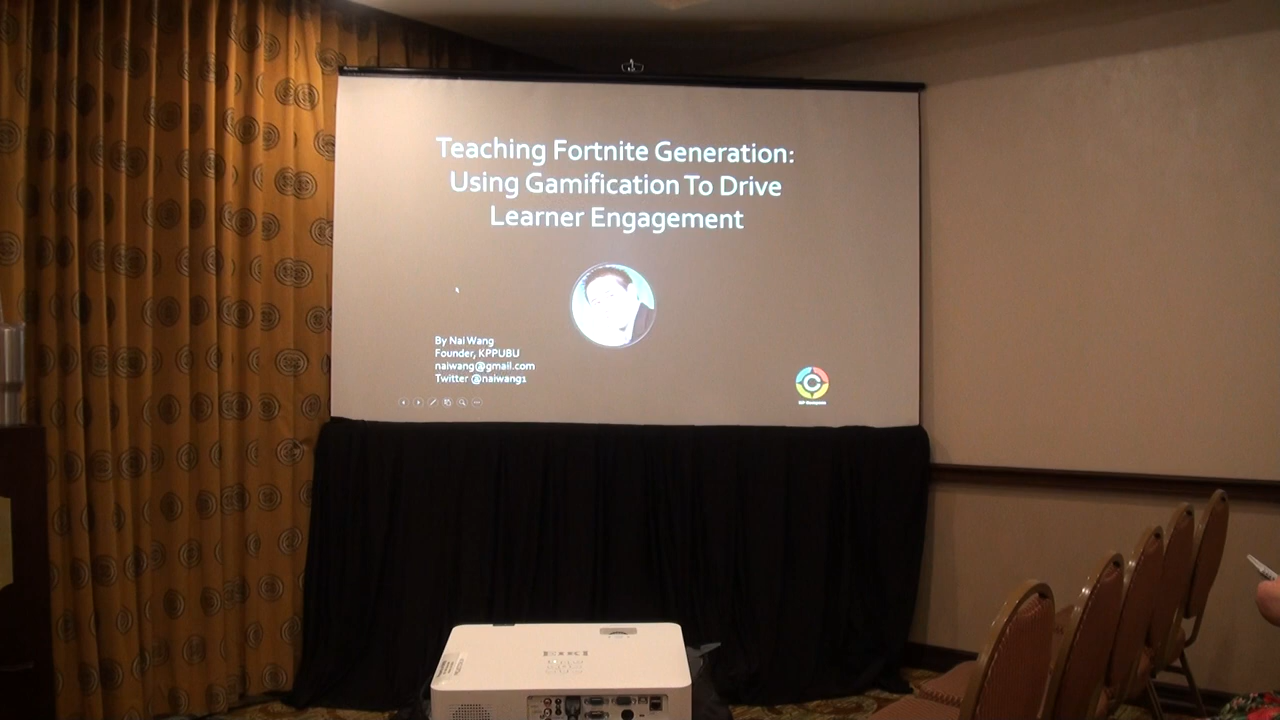 Teaching Fortnite Generation:
Using Gamification To Drive
Learner Engagement
By Nai Wang
Founder, KPPUBU
naiwang@gmail.com
Twitter @naiwang1